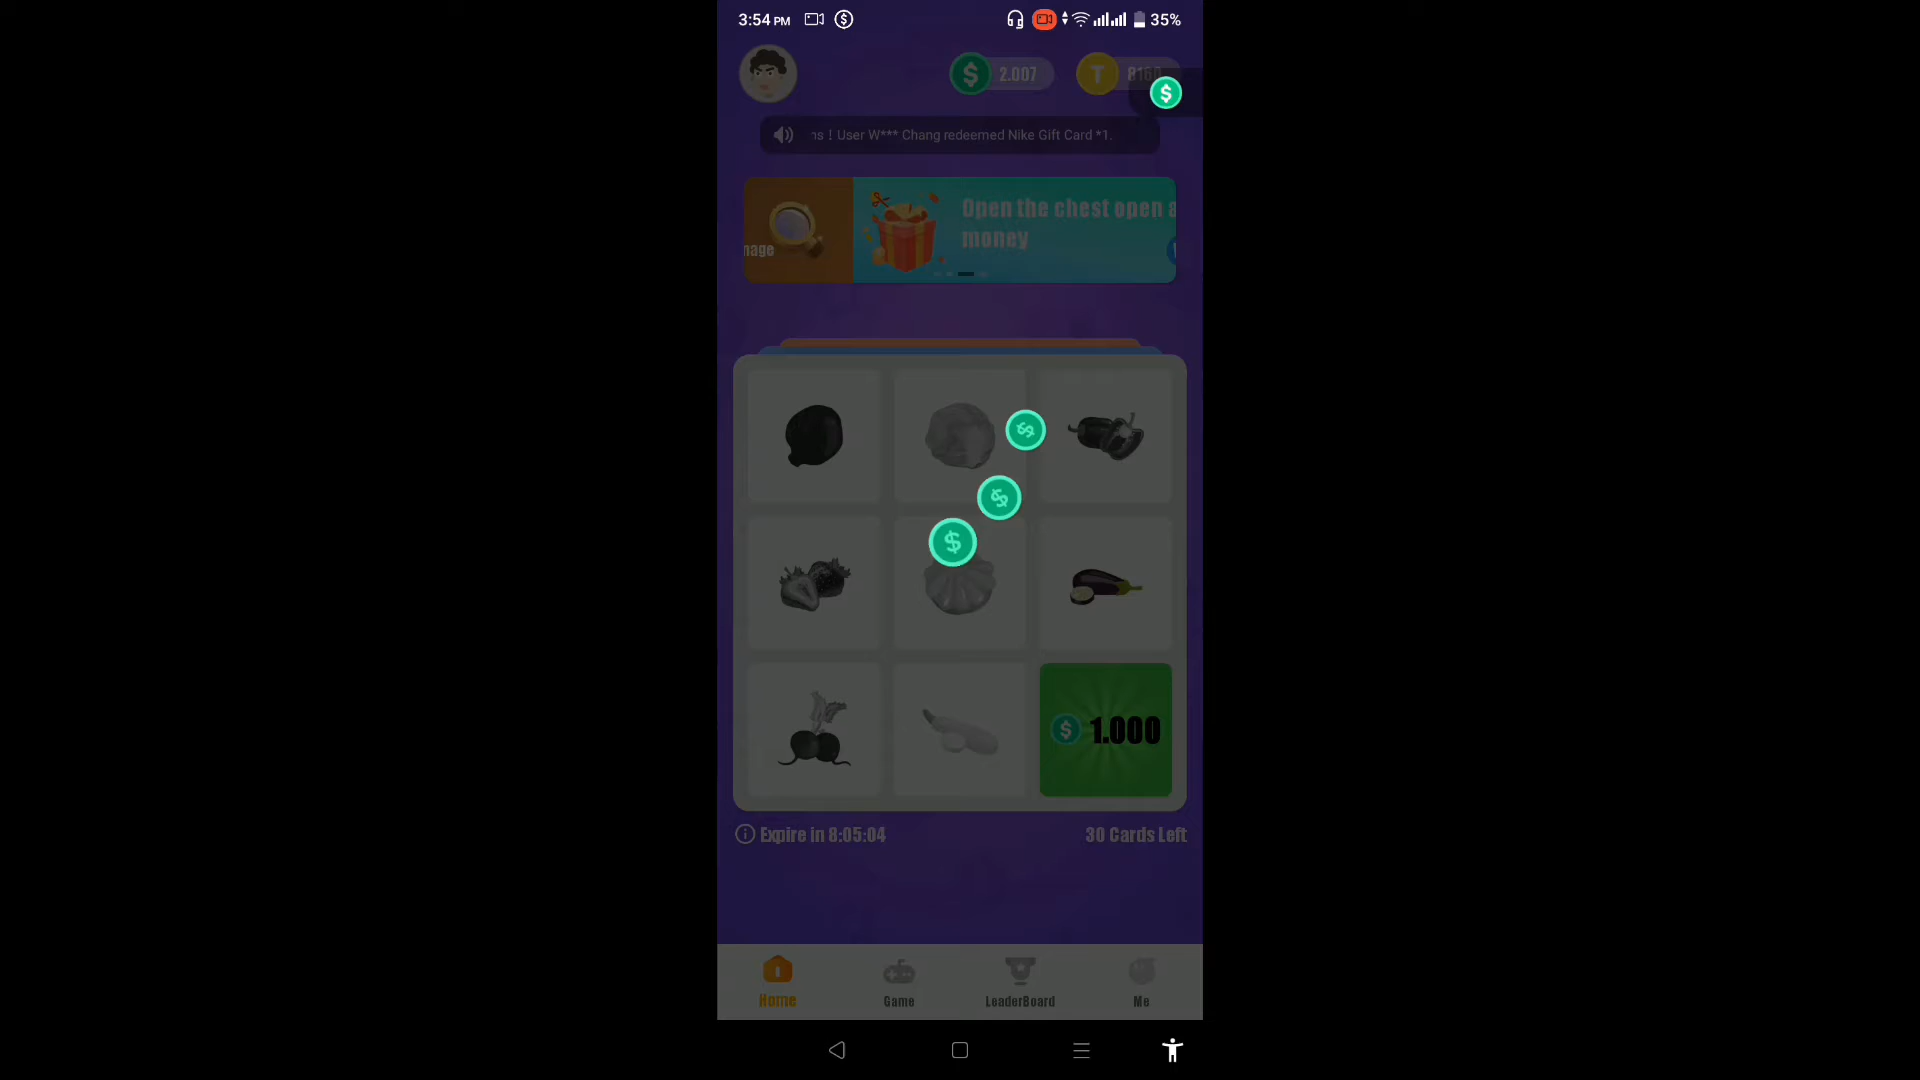 3:54 PM
35%
2.007
ns ! User W*** Chang redeemed Nike Gift Card *1.
nage
Open the chest open a
money
1.000
Expire in 8:05:04
30 Cards Left
Home
Game
LeaderBoard
Me